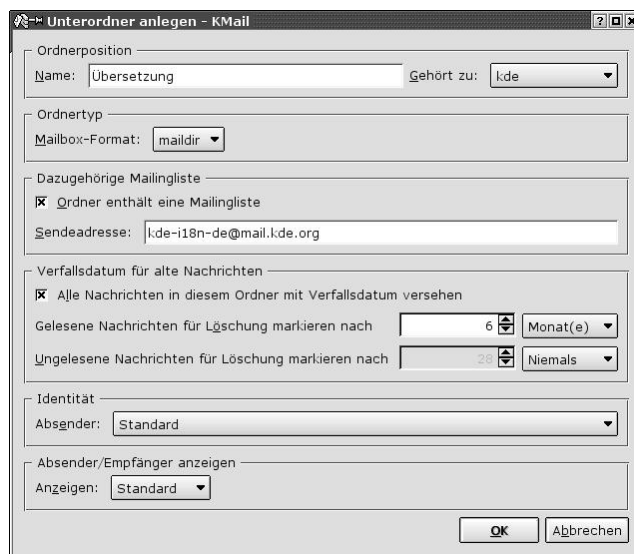 Unterordner anlegen - KMail
Ordnerposition
Name: Übersetzung Gehört zu: kde
Ordnertyp
Mailbox-Format: maildir
Dazugehörige Mailingliste
Ordner enthält eine Mailingliste
Sendeadresse: kde-i18n-de@mail.kde.org
Verfallsdatum für alte Nachrichten
Alle Nachrichten in diesem Ordner mit Verfallsdatum versehen
Gelesene Nachrichten für Löschung markieren nach 6 Monat(e)
Ungelesene Nachrichten für Löschung markieren nach 28 Niemals
Identität
Absender: Standard
Absender/Empfänger anzeigen
Anzeigen: Standard
OK Abbrechen